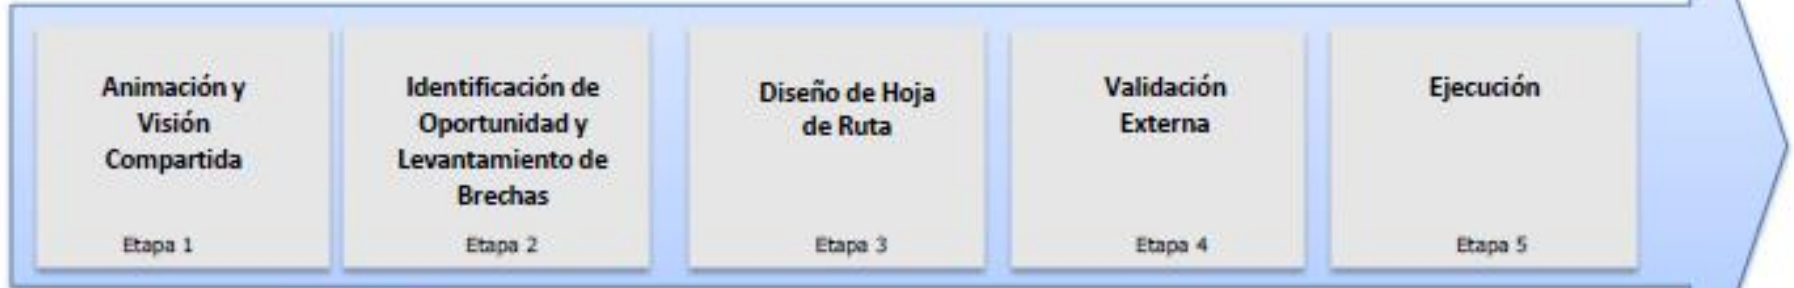 Animación y
Visión
Compartida
Etapa 1
Identificación de
Oportunidad y
Levantamiento de
Brechas
Etapa 2
Diseño de Hoja
de Ruta
Etapa 3
Validación
Externa
Etapa 4
Ejecución
Etapa 5